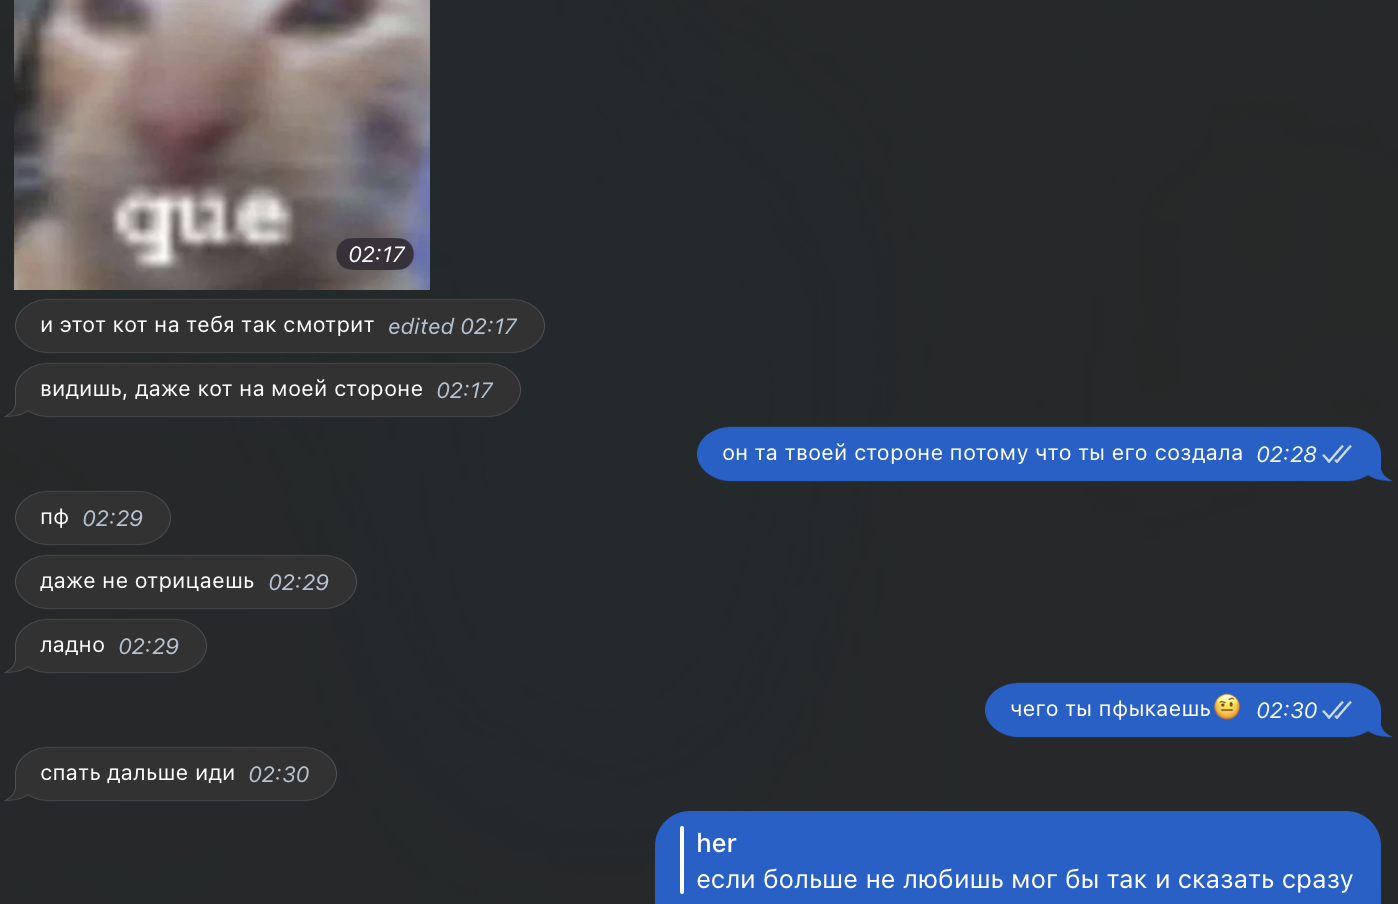 que
02:17
и этот кот на тебя так смотрит edited 02:17
видишь, даже кот на моей стороне 02:17
он та твоей стороне потому что ты его создала 02:28
пф 02:29
даже не отрицаешь 02:29
ладно 02:29
чего ты пфыкаешь🤨 02:30
спать дальше иди 02:30
her
если больше не любишь мог бы так и сказать сразу